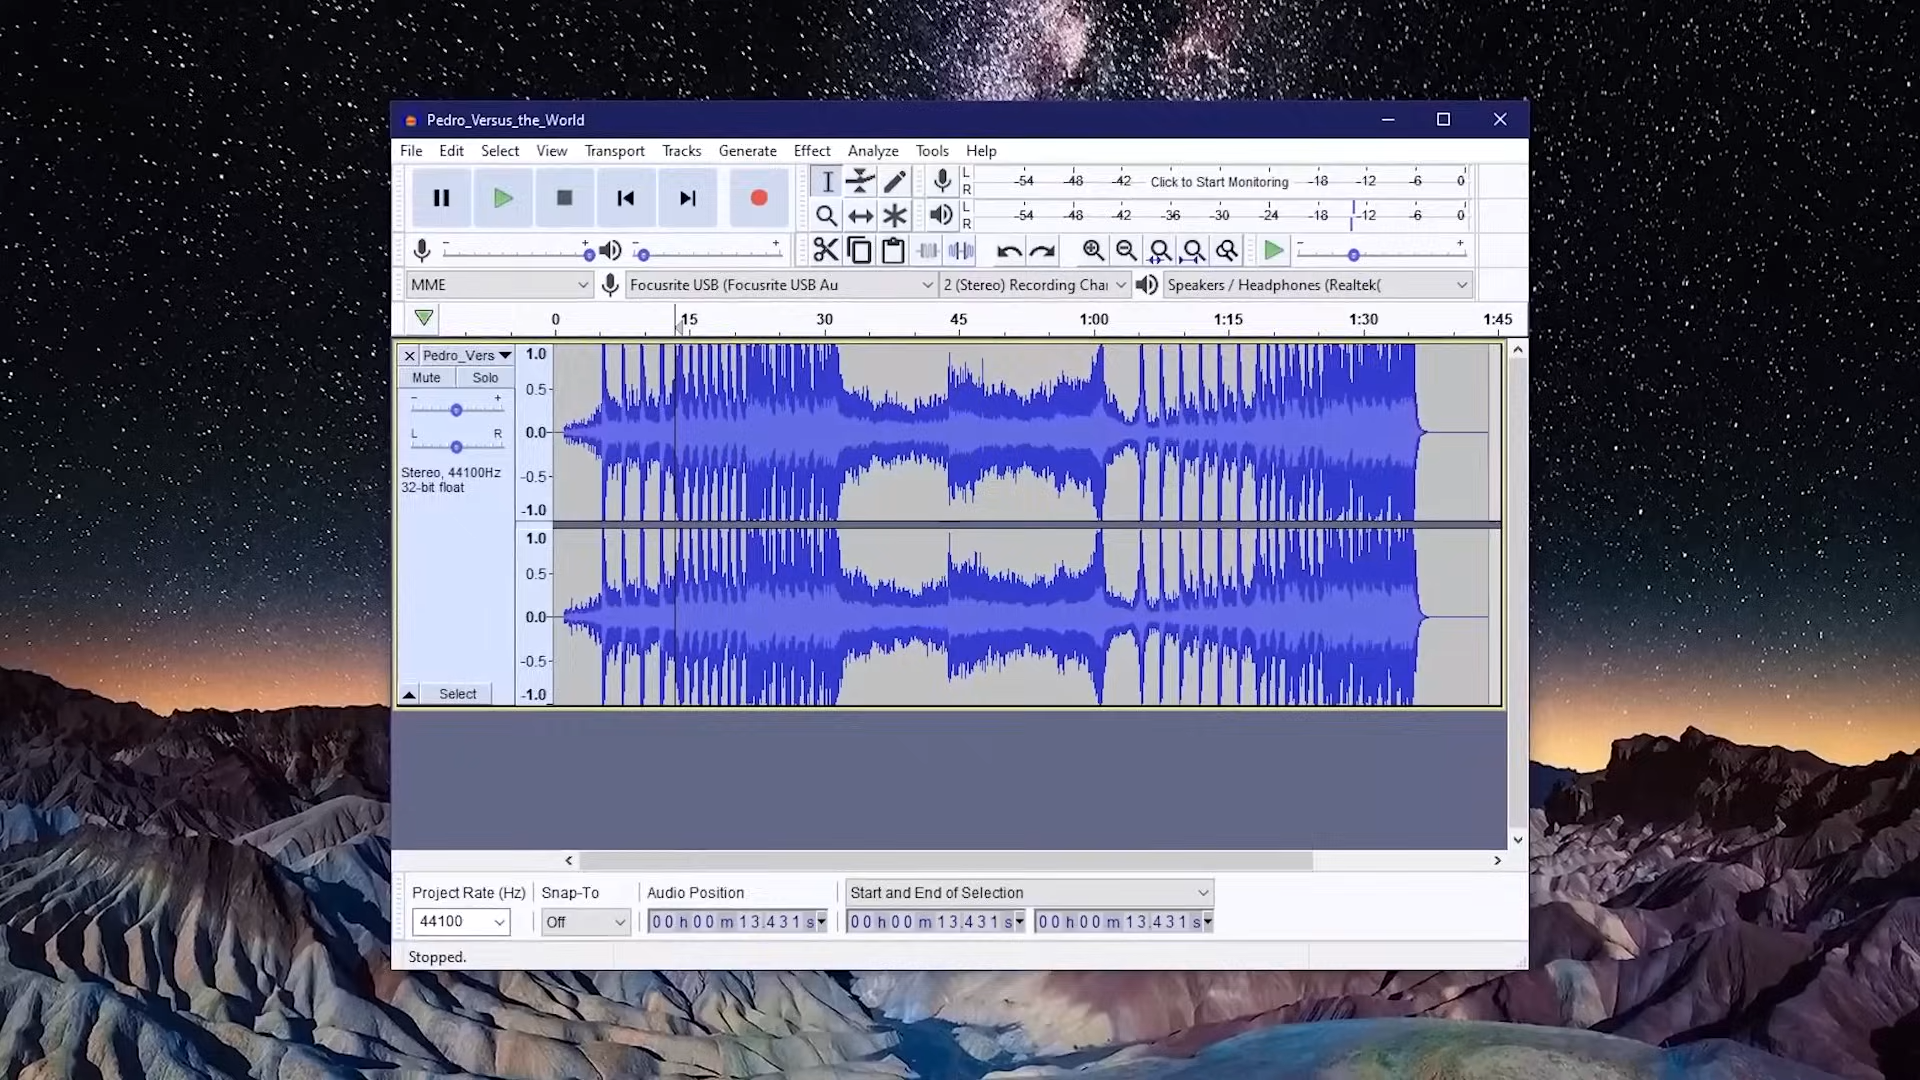 Pedro_Versus_the_World
File Edit Select View Transport Tracks Generate Effect Analyze Tools Help
L
R
-54 -48 -42 Click to Start Monitoring -18 -12 -6 0
L
R
-54 -48 -42 -36 -30 -24 -18 -12 -6 0
- + - + - +
MME Focusrite USB (Focusrite USB Au 2 (Stereo) Recording Chai Speakers / Headphones (Realtek(
0 15 30 45 1:00 1:15 1:30 1:45
Pedro_Vers
Mute Solo
- +
L R
Stereo, 44100Hz
32-bit float
Select
1.0
0.5-
0.0-
-0.5-
-1.0
1.0
0.5-
0.0-
-0.5-
-1.0
Project Rate (Hz) Snap-To Audio Position Start and End of Selection
44100 Off 00 h 00 m 13.431 s 00 h 00 m 13.431 s 00 h 00 m 13.431 s
Stopped.